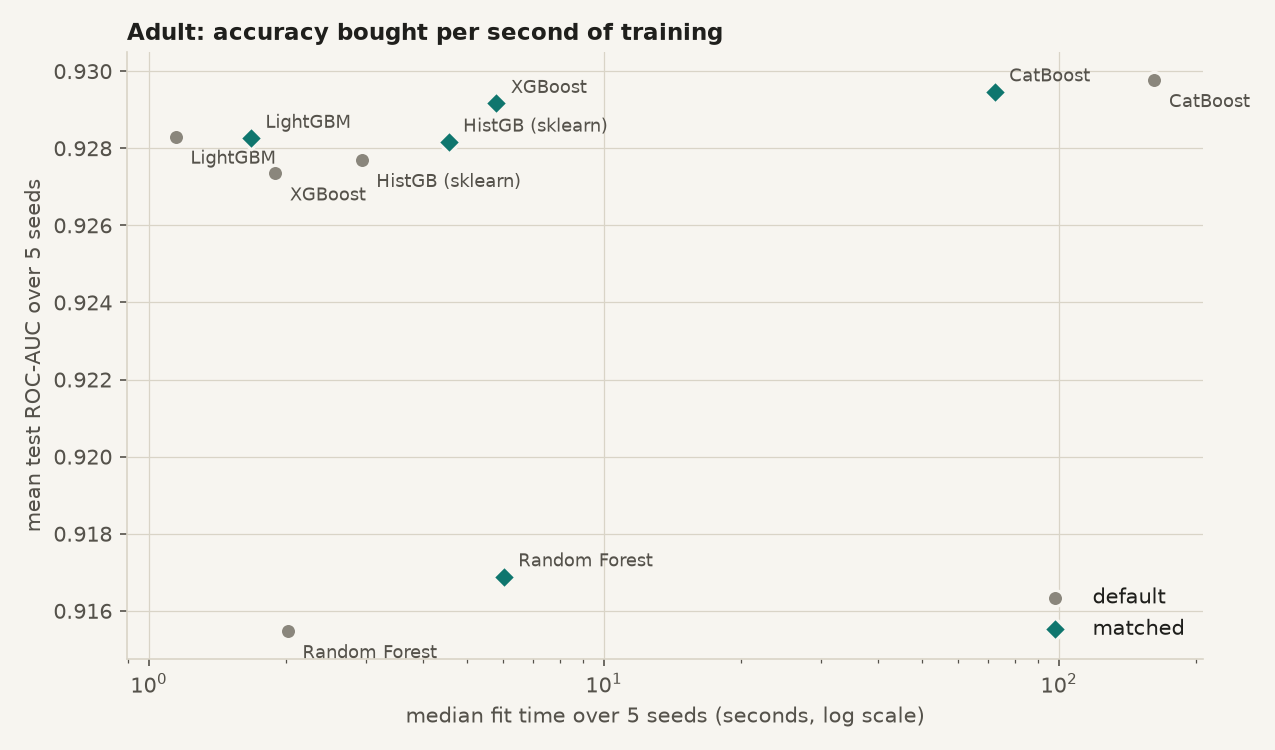 Adult: accuracy bought per second of training
mean test ROC-AUC over 5 seeds
0.930
0.928
0.926
0.924
0.922
0.920
0.918
0.916
CatBoost
CatBoost
XGBoost
LightGBM
HistGB (sklearn)
LightGBM
HistGB (sklearn)
XGBoost
Random Forest
Random Forest
default
matched
10⁰
10¹
10²
median fit time over 5 seeds (seconds, log scale)